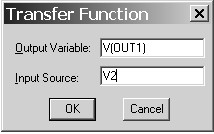 Transfer Function
Output Variable: V(OUT1)
Input Source: V2
OK Cancel